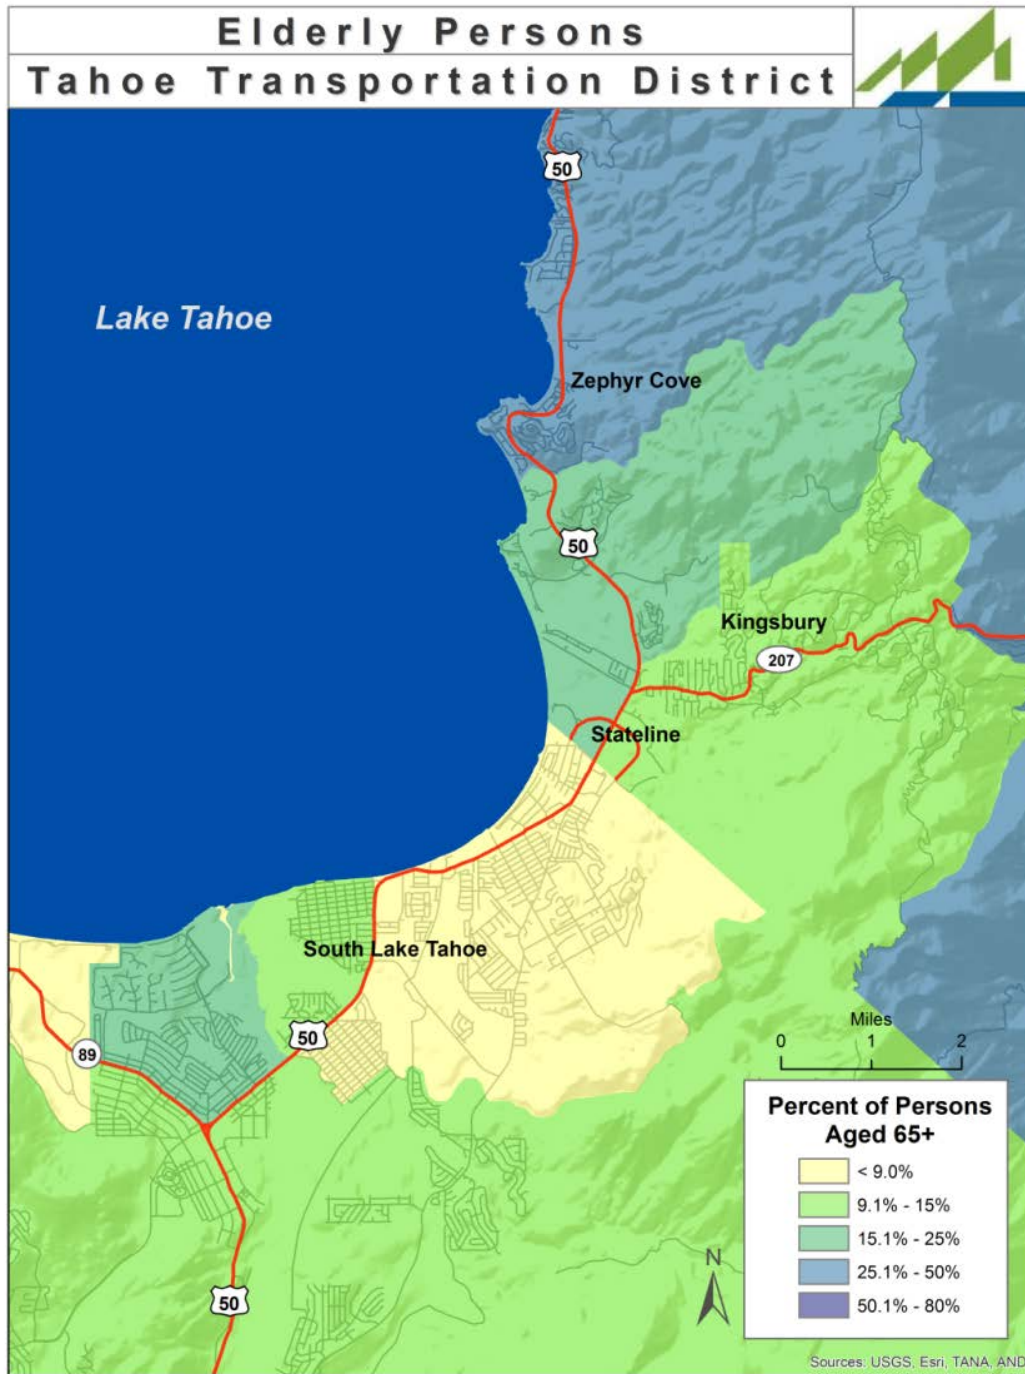 Elderly Persons
Tahoe Transportation District
50
Lake Tahoe
Zephyr Cove
50
Kingsbury
207
Stateline
South Lake Tahoe
50
89
Miles
0 1 2
Percent of Persons
Aged 65+
< 9.0%
9.1% - 15%
15.1% - 25%
25.1% - 50%
50.1% - 80%
N
50
Sources: USGS, Esri, TANA, AND